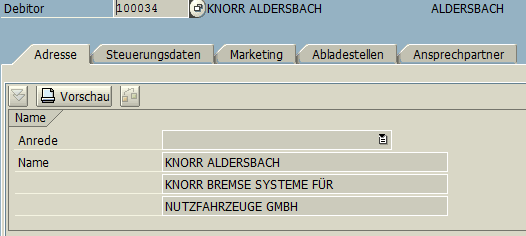 Debitor 100034 KNORR ALDERSBACH ALDERSBACH
Adresse Steuerungsdaten Marketing Abladestellen Ansprechpartner
Vorschau
Name
Anrede
Name KNORR ALDERSBACH
KNORR BREMSE SYSTEME FÜR
NUTZFAHRZEUGE GMBH